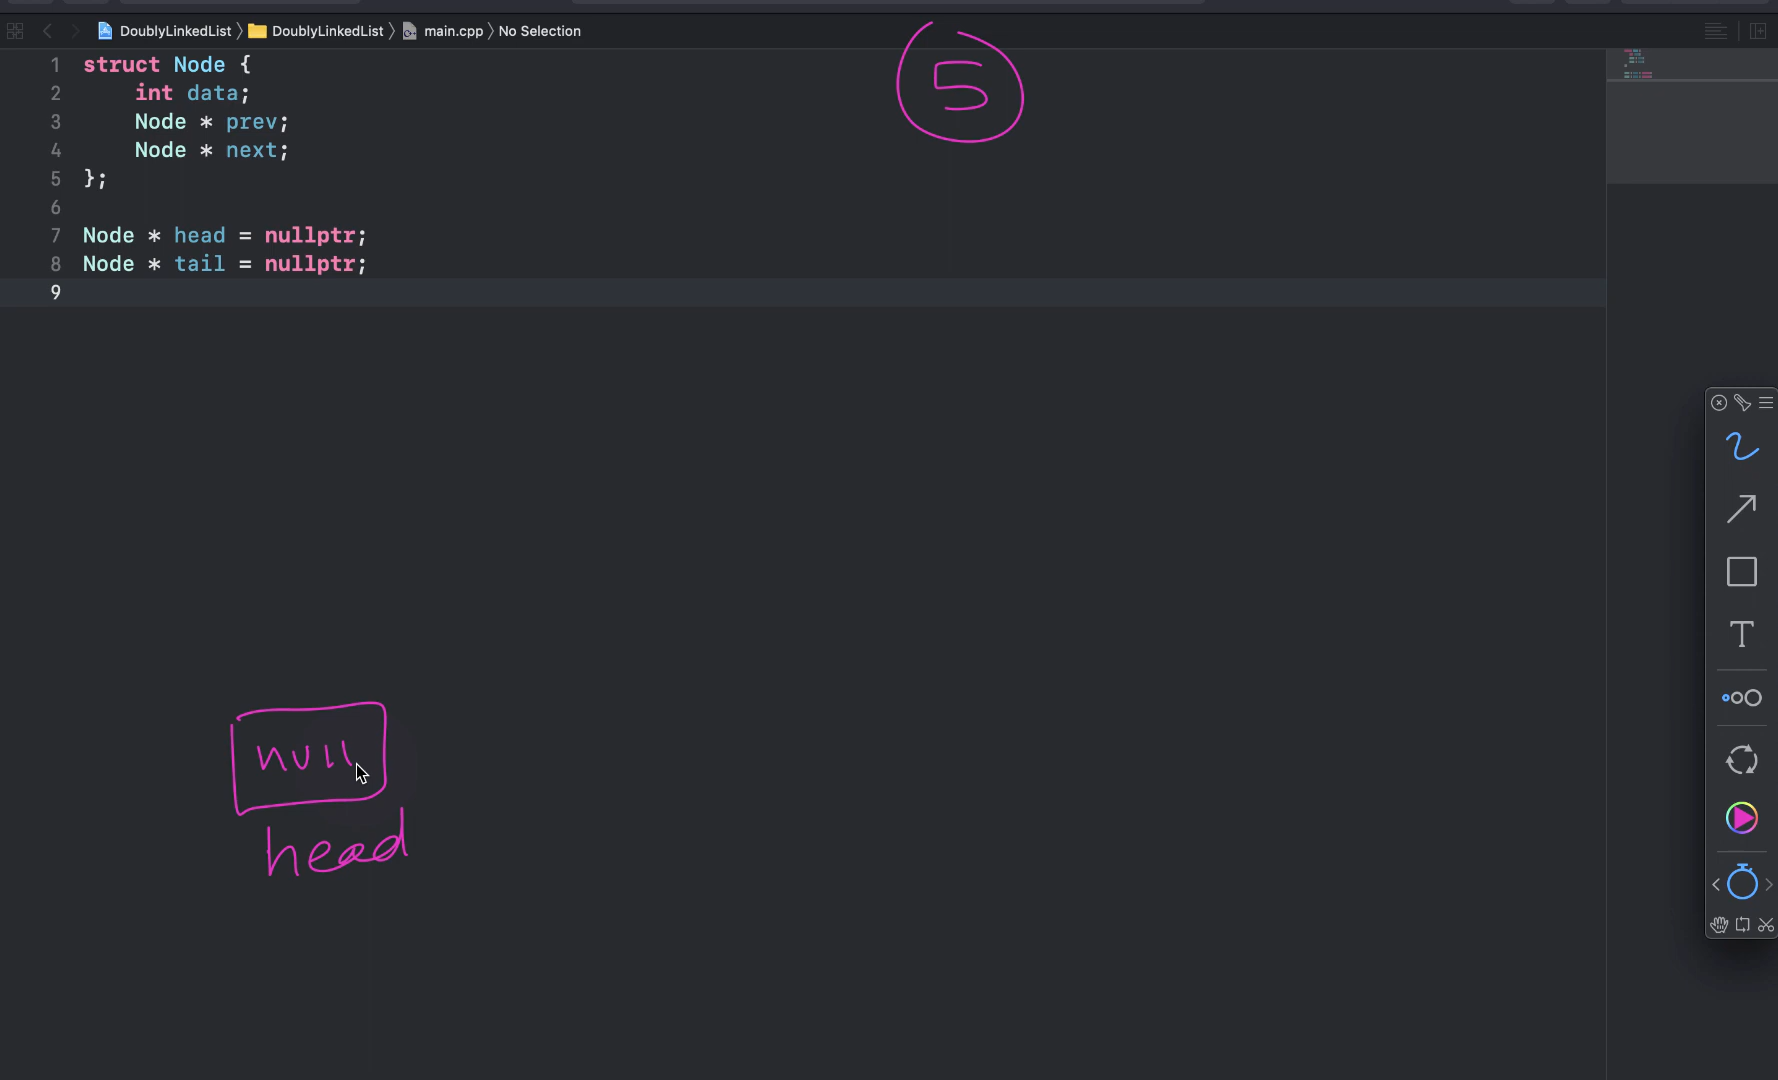 DoublyLinkedList DoublyLinkedList main.cpp No Selection
5
1 struct Node {
2 int data;
3 Node * prev;
4 Node * next;
5 };
6
7 Node * head = nullptr;
8 Node * tail = nullptr;
9
null
head
T